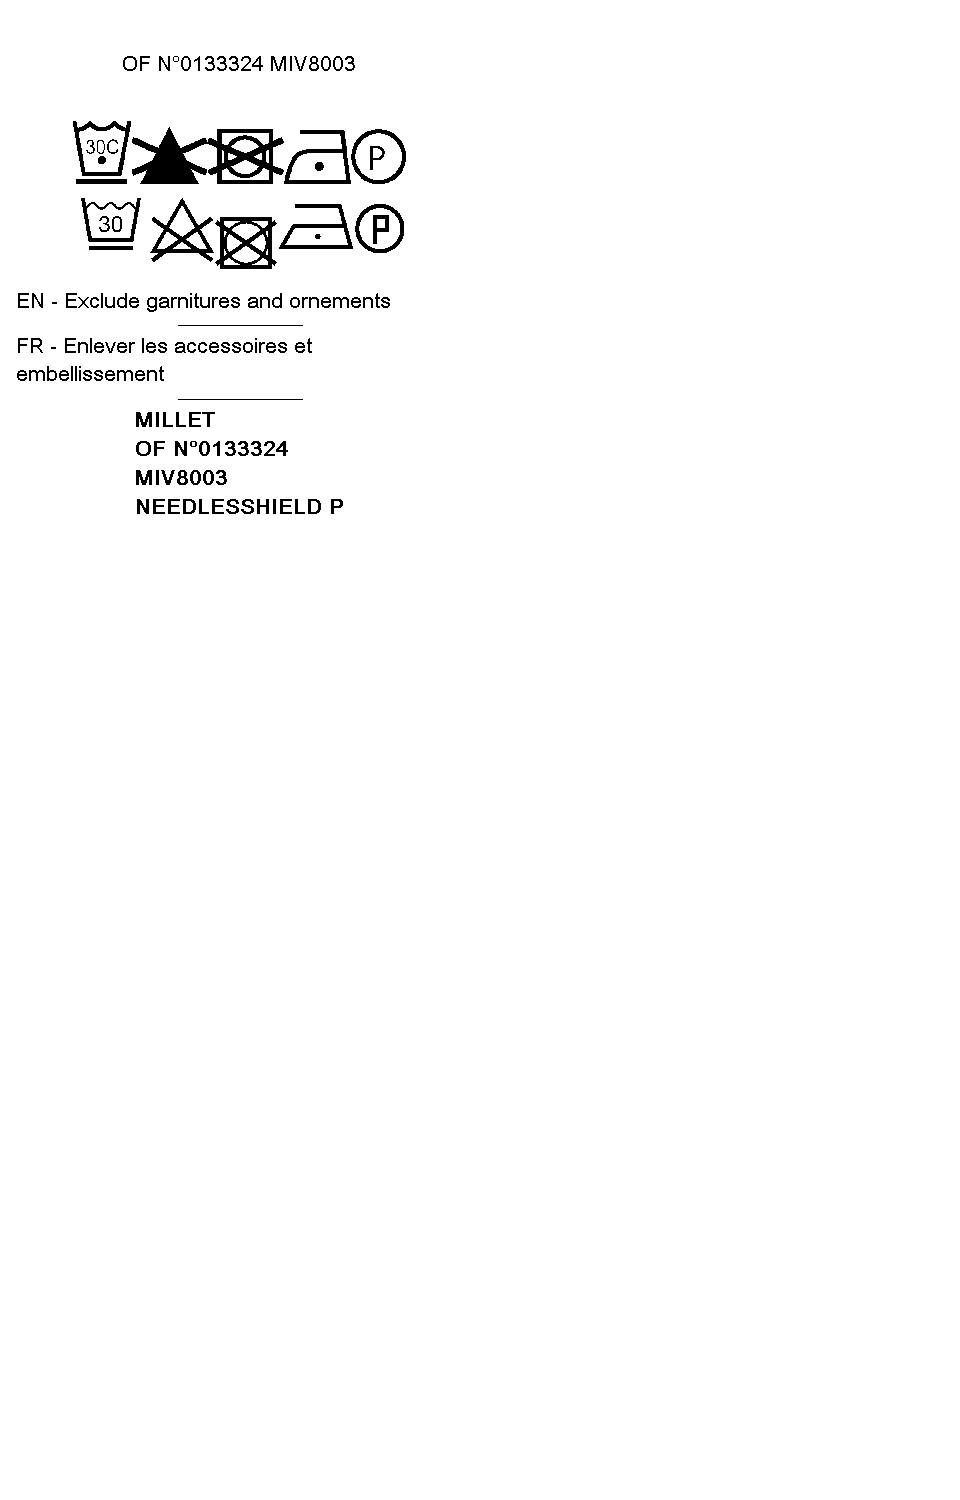 OF N°0133324 MIV8003
30C
P
30
P
EN - Exclude garnitures and ornements
FR - Enlever les accessoires et
embellissement
MILLET
OF N°0133324
MIV8003
NEEDLESSHIELD P